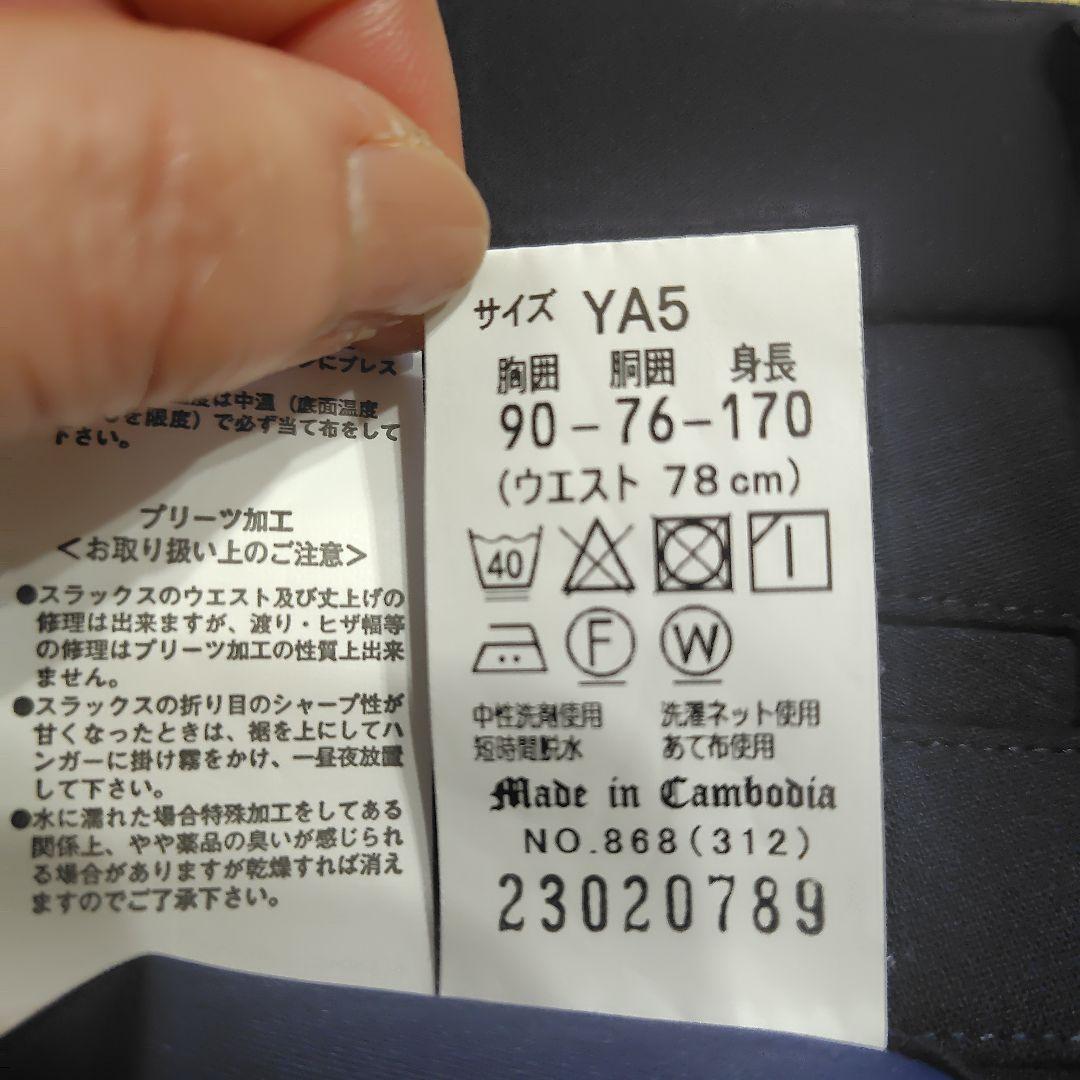 にプレス
は中温（底面温度
を限度）で必ず当て布をして
下さい。
プリーツ加工
＜お取り扱い上のご注意＞
●スラックスのウエスト及び丈上げの
修理は出来ますが、渡り・ヒザ幅等
の修理はプリーツ加工の性質上出来
ません。
●スラックスの折り目のシャープ性が
甘くなったときは、裾を上にしてハ
ンガーに掛け霧をかけ、一昼夜放置
して下さい。
●水に濡れた場合特殊加工をしてある
関係上、やや薬品の臭いが感じられ
る場合がありますが乾燥すれば消え
ますのでご了承下さい。
サイズ YA5
胸囲 胴囲 身長
90-76-170
(ウエスト 78cm)
40
F W
中性洗剤使用 洗濯ネット使用
短時間脱水 あて布使用
Made in Cambodia
NO.868(312)
23020789